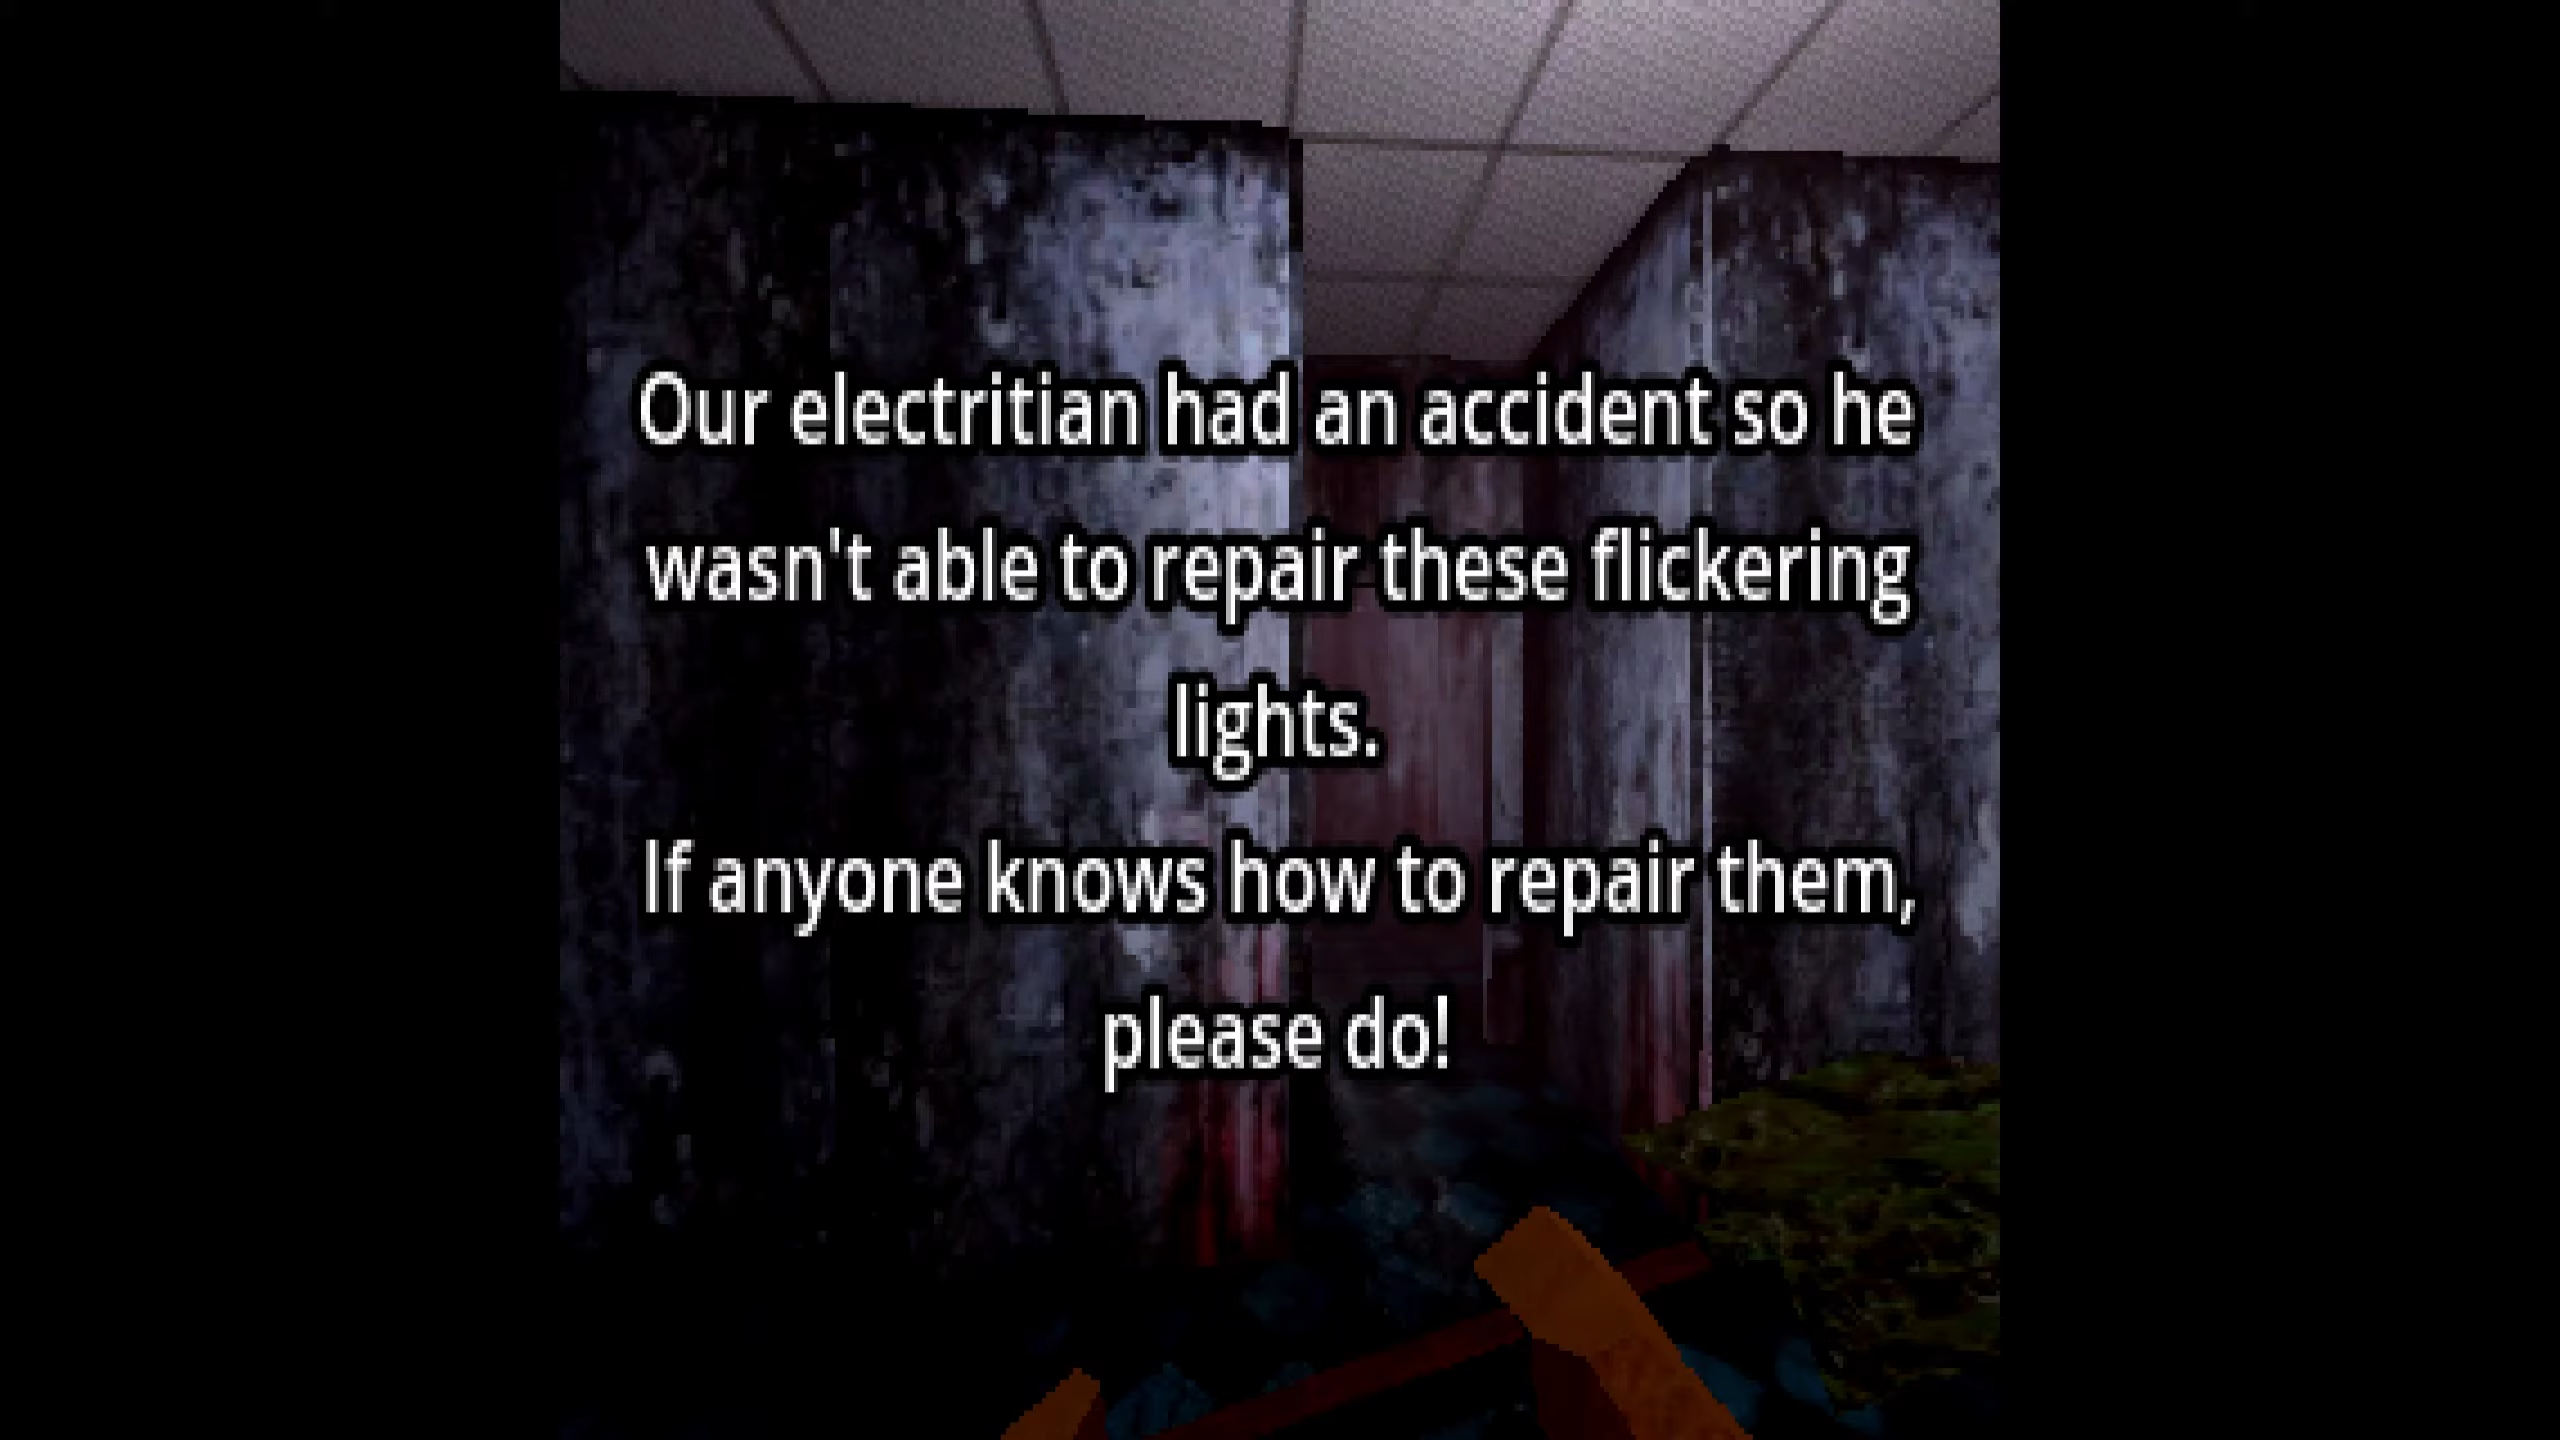 Our electritian had an accident so he
wasn't able to repair these flickering
lights.
If anyone knows how to repair them,
please do!